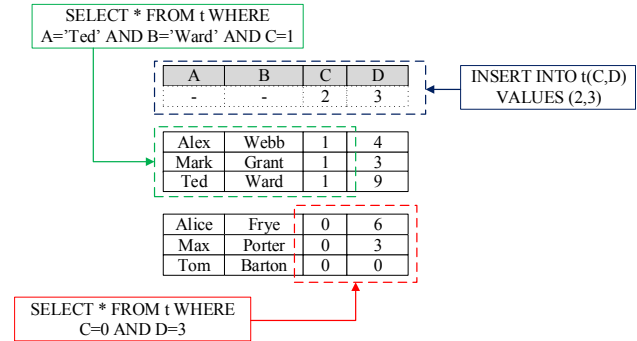 SELECT * FROM t WHERE
A=’Ted’ AND B=’Ward’ AND C=1
A B C D
- - 2 3
INSERT INTO t(C,D)
VALUES (2,3)
Alex Webb 1 4
Mark Grant 1 3
Ted Ward 1 9
Alice Frye 0 6
Max Porter 0 3
Tom Barton 0 0
SELECT * FROM t WHERE
C=0 AND D=3